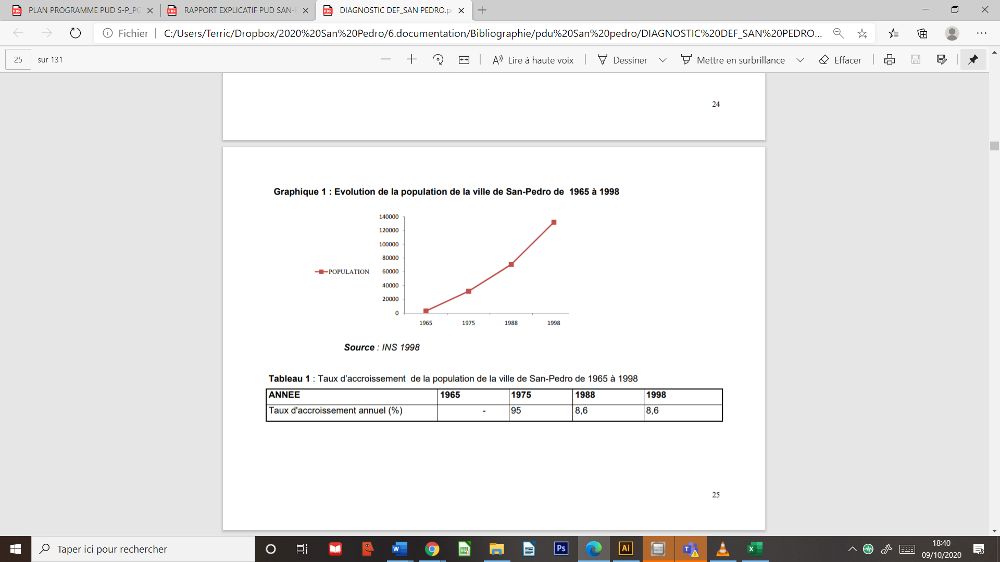 PLAN PROGRAMME PUD S-P_PG
RAPPORT EXPLICATIF PUD SAN-
DIAGNOSTIC DEF_SAN PEDRO.p
Fichier
C:/Users/Terric/Dropbox/2020%20San%20Pedro/6.documentation/Bibliographie/pdu%20San%20pedro/DIAGNOSTIC%20DEF_SAN%20PEDRO...
25 sur 131
Lire à haute voix
Dessiner
Mettre en surbrillance
Effacer
24
Graphique 1 : Evolution de la population de la ville de San-Pedro de 1965 à 1998
140000
120000
100000
80000
POPULATION
60000
40000
20000
0
1965 1975 1988 1998
Source : INS 1998
Tableau 1 : Taux d’accroissement de la population de la ville de San-Pedro de 1965 à 1998
ANNEE 1965 1975 1988 1998
Taux d'accroissement annuel (%) - 95 8,6 8,6
25
Taper ici pour rechercher
18:40
09/10/2020